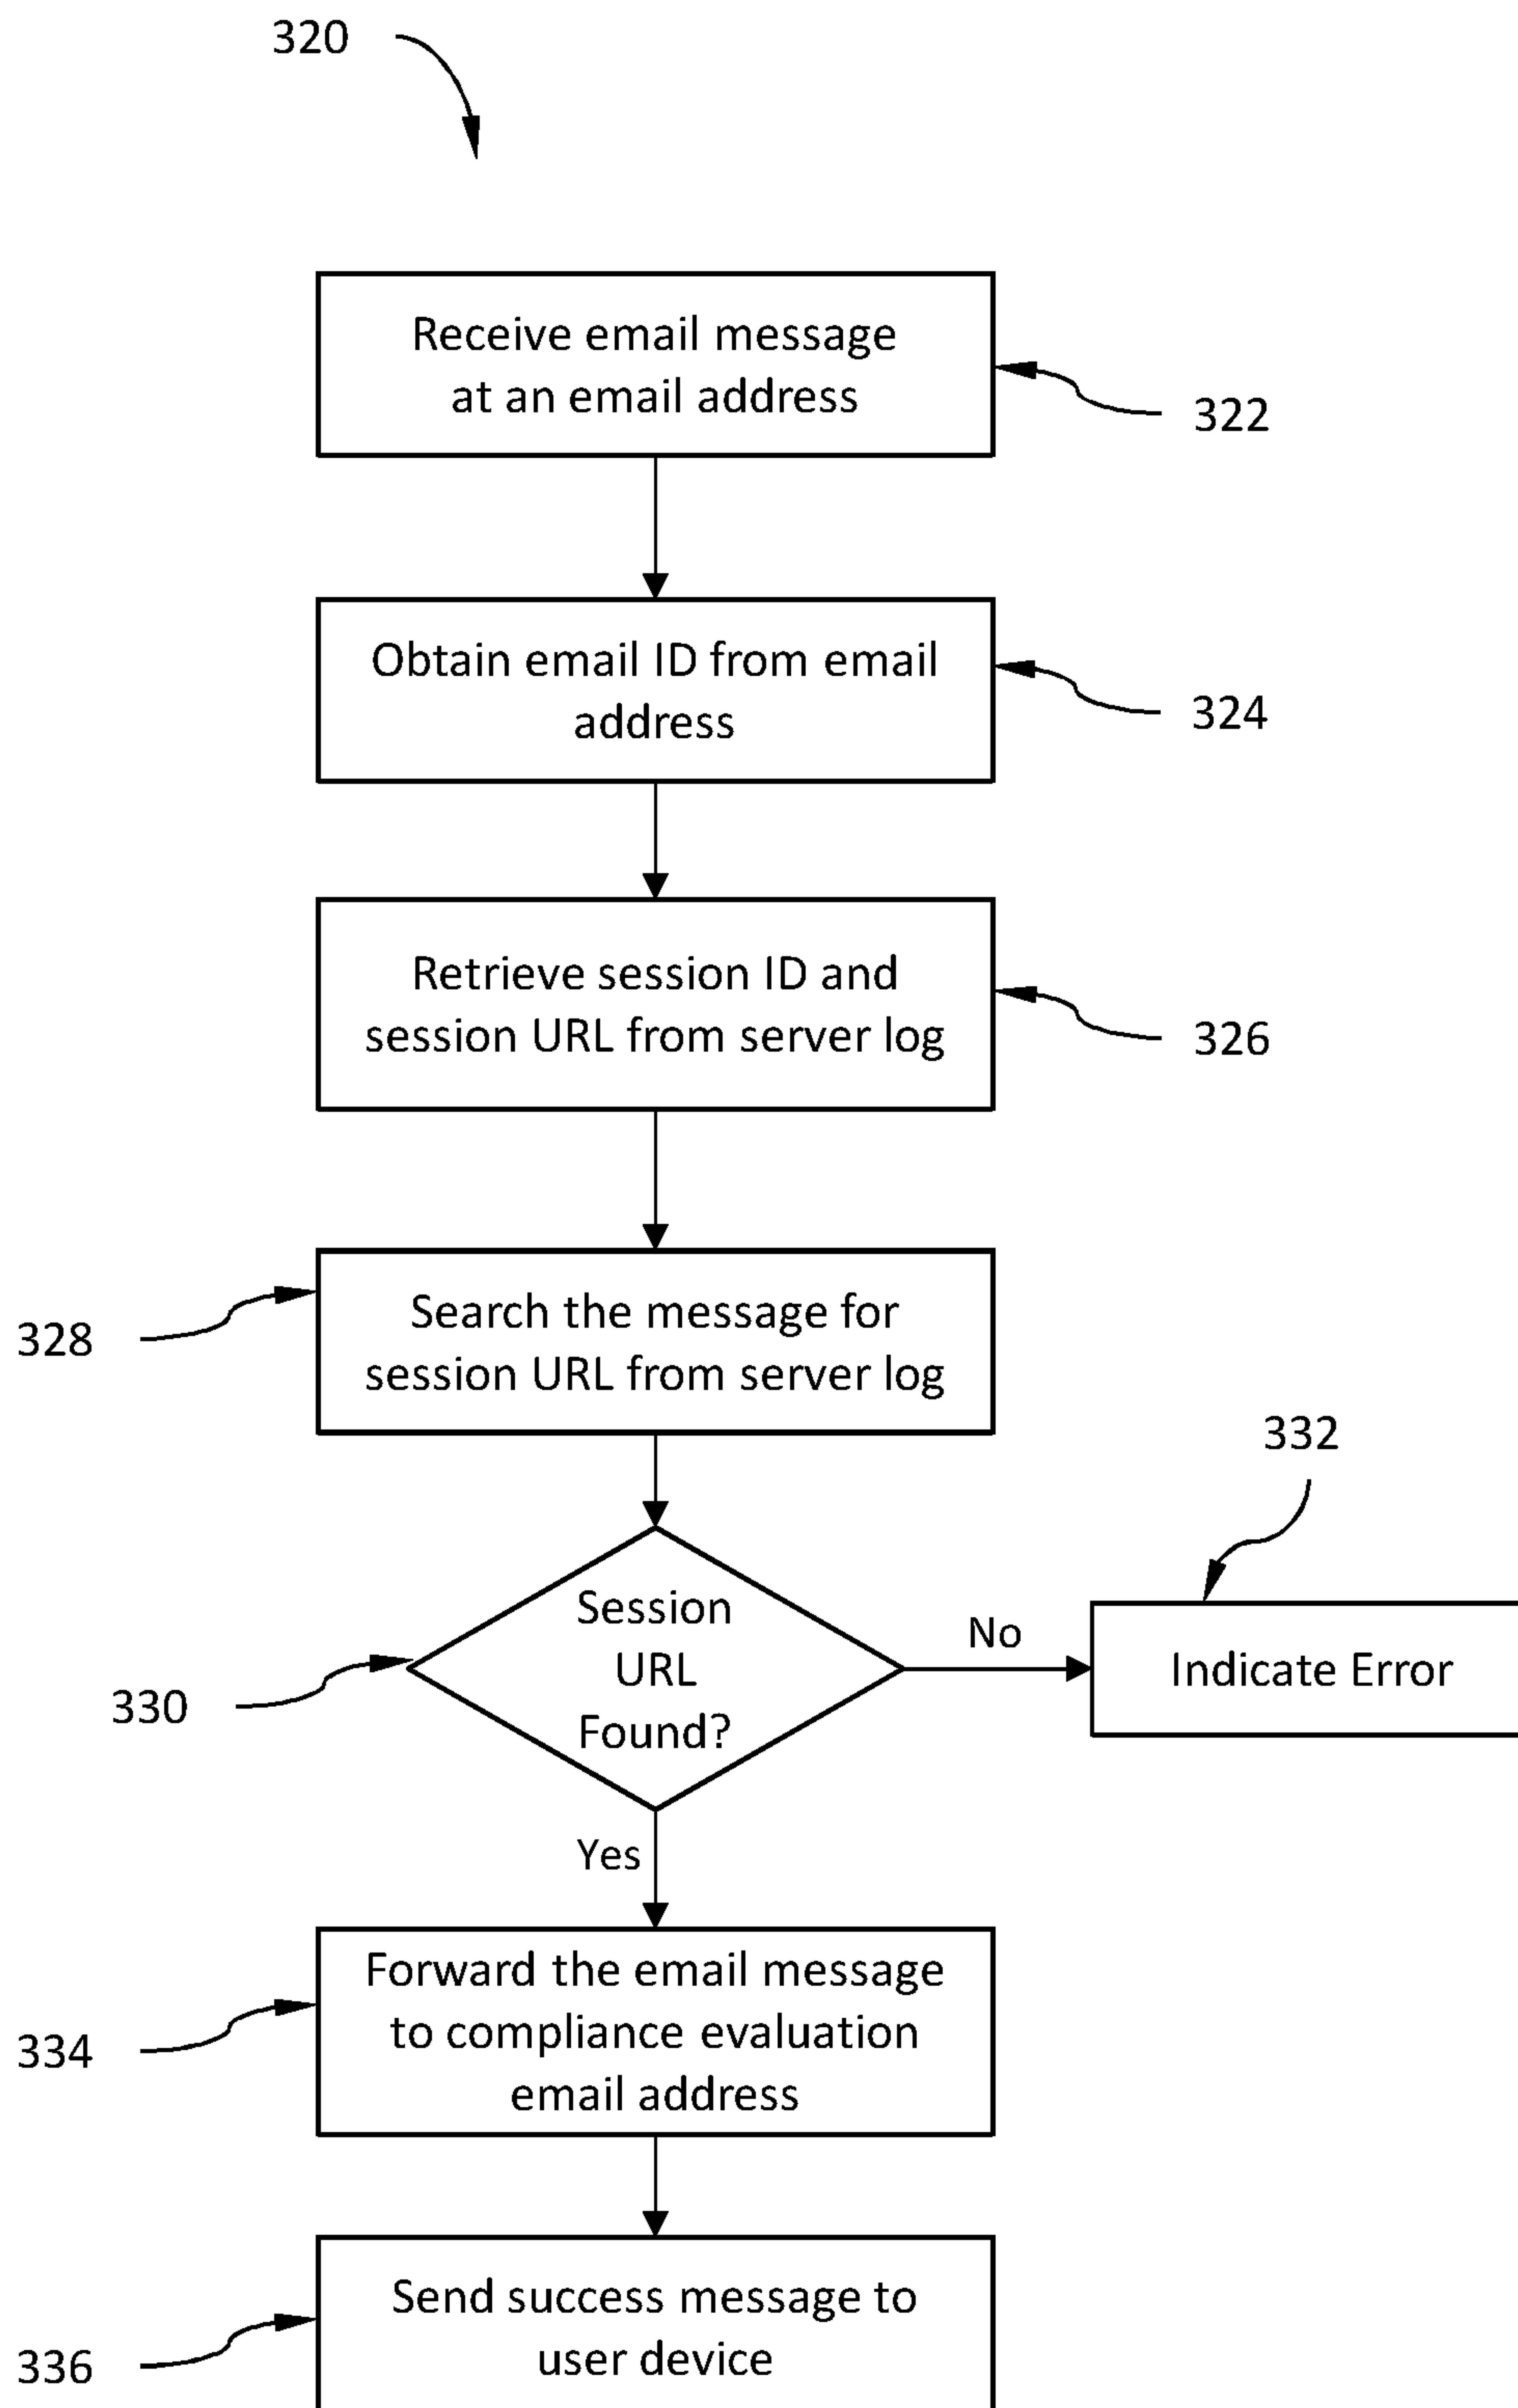 320
Receive email message
at an email address
322
Obtain email ID from email
address
324
Retrieve session ID and
session URL from server log
326
Search the message for
session URL from server log
328
332
Session
URL
Found?
No
Indicate Error
330
Yes
Forward the email message
to compliance evaluation
email address
334
Send success message to
user device
336